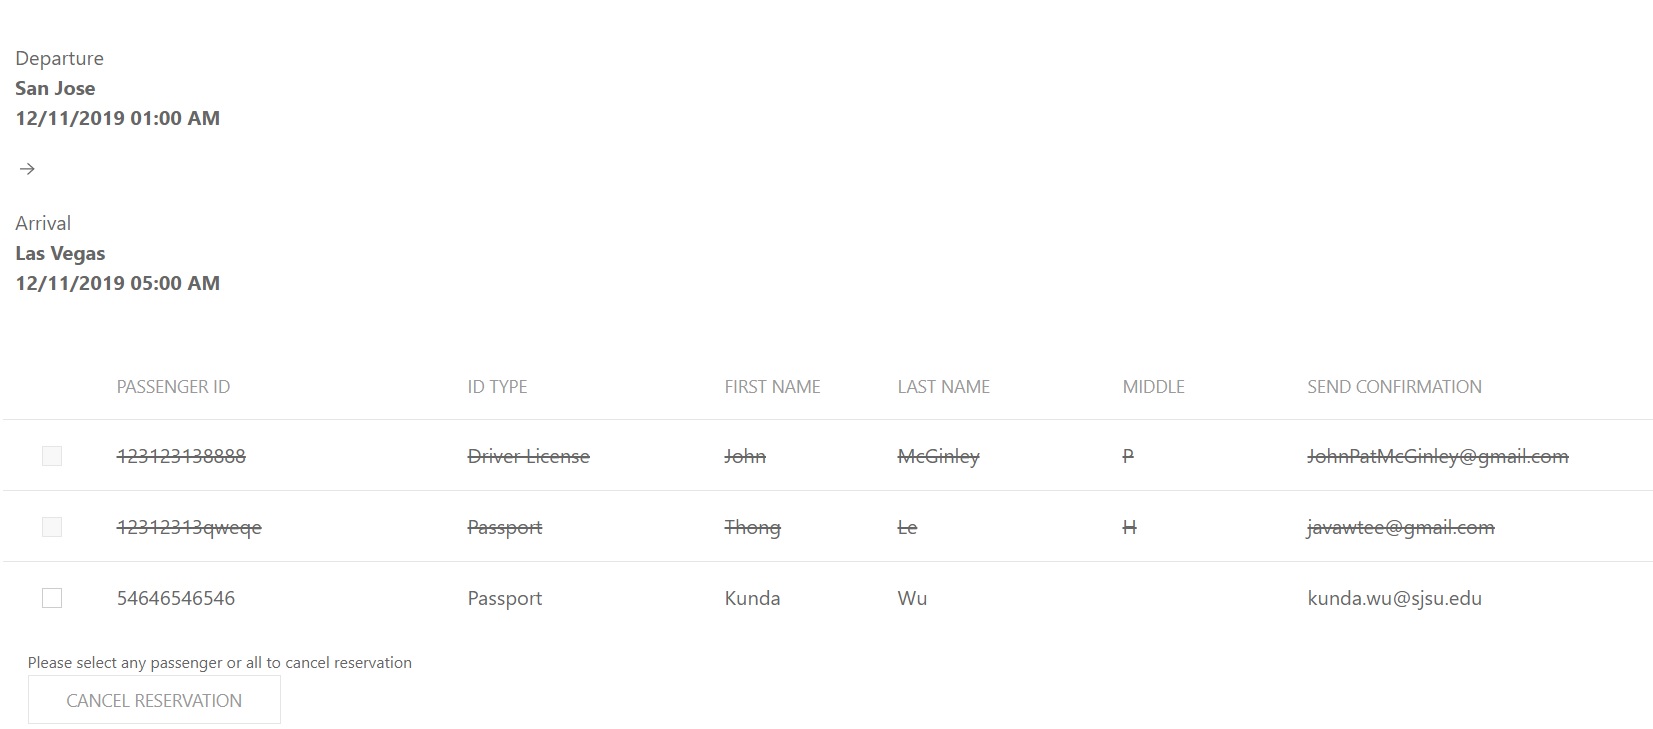 Departure
San Jose
12/11/2019 01:00 AM
→
Arrival
Las Vegas
12/11/2019 05:00 AM
PASSENGER ID ID TYPE FIRST NAME LAST NAME MIDDLE SEND CONFIRMATION
123123138888 Driver License John McGinley P JohnPatMcGinley@gmail.com
12312313qweqe Passport Thong Le H javawtee@gmail.com
54646546546 Passport Kunda Wu kunda.wu@sjsu.edu
Please select any passenger or all to cancel reservation
CANCEL RESERVATION